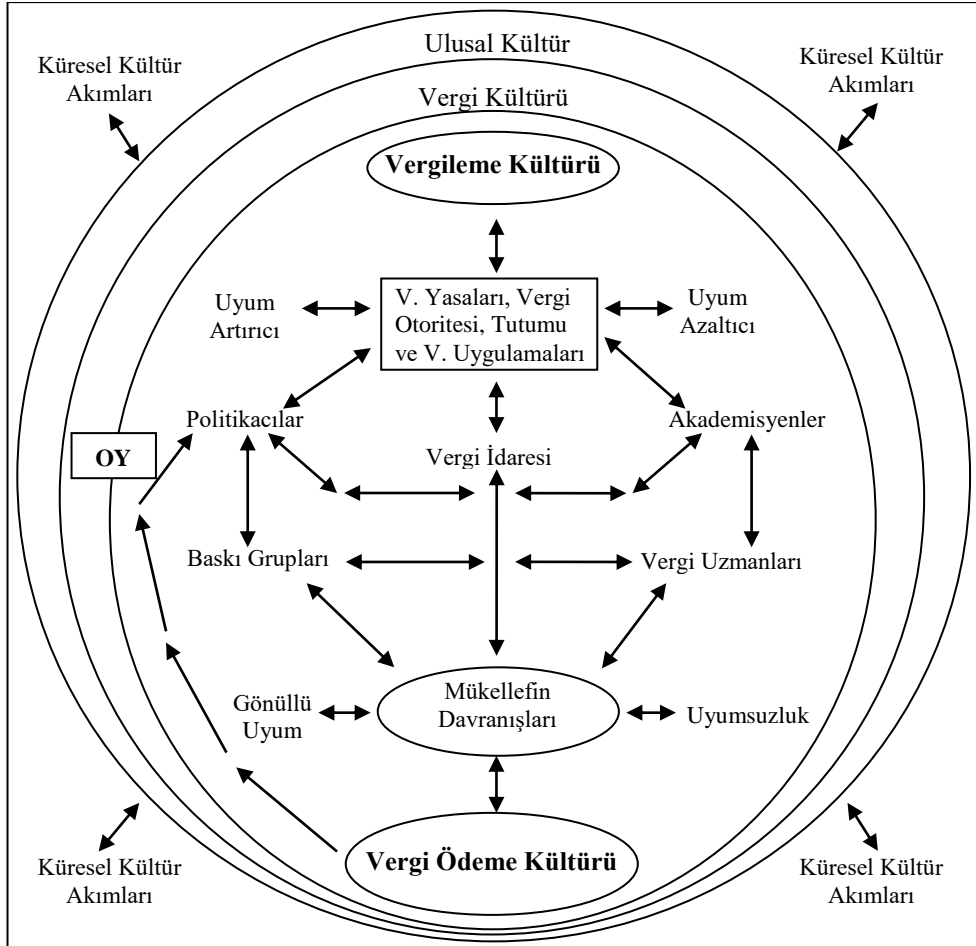 Ulusal Kültür
Küresel Kültür
Akımları
Küresel Kültür
Akımları
Vergi Kültürü
Vergileme Kültürü
Uyum
Artırıcı
V. Yasaları, Vergi
Otoritesi, Tutumu
ve V. Uygulamaları
Uyum
Azaltıcı
Politikacılar
Akademisyenler
OY
Vergi İdaresi
Baskı Grupları
Vergi Uzmanları
Gönüllü
Uyum
Mükellefin
Davranışları
Uyumsuzluk
Vergi Ödeme Kültürü
Küresel Kültür
Akımları
Küresel Kültür
Akımları